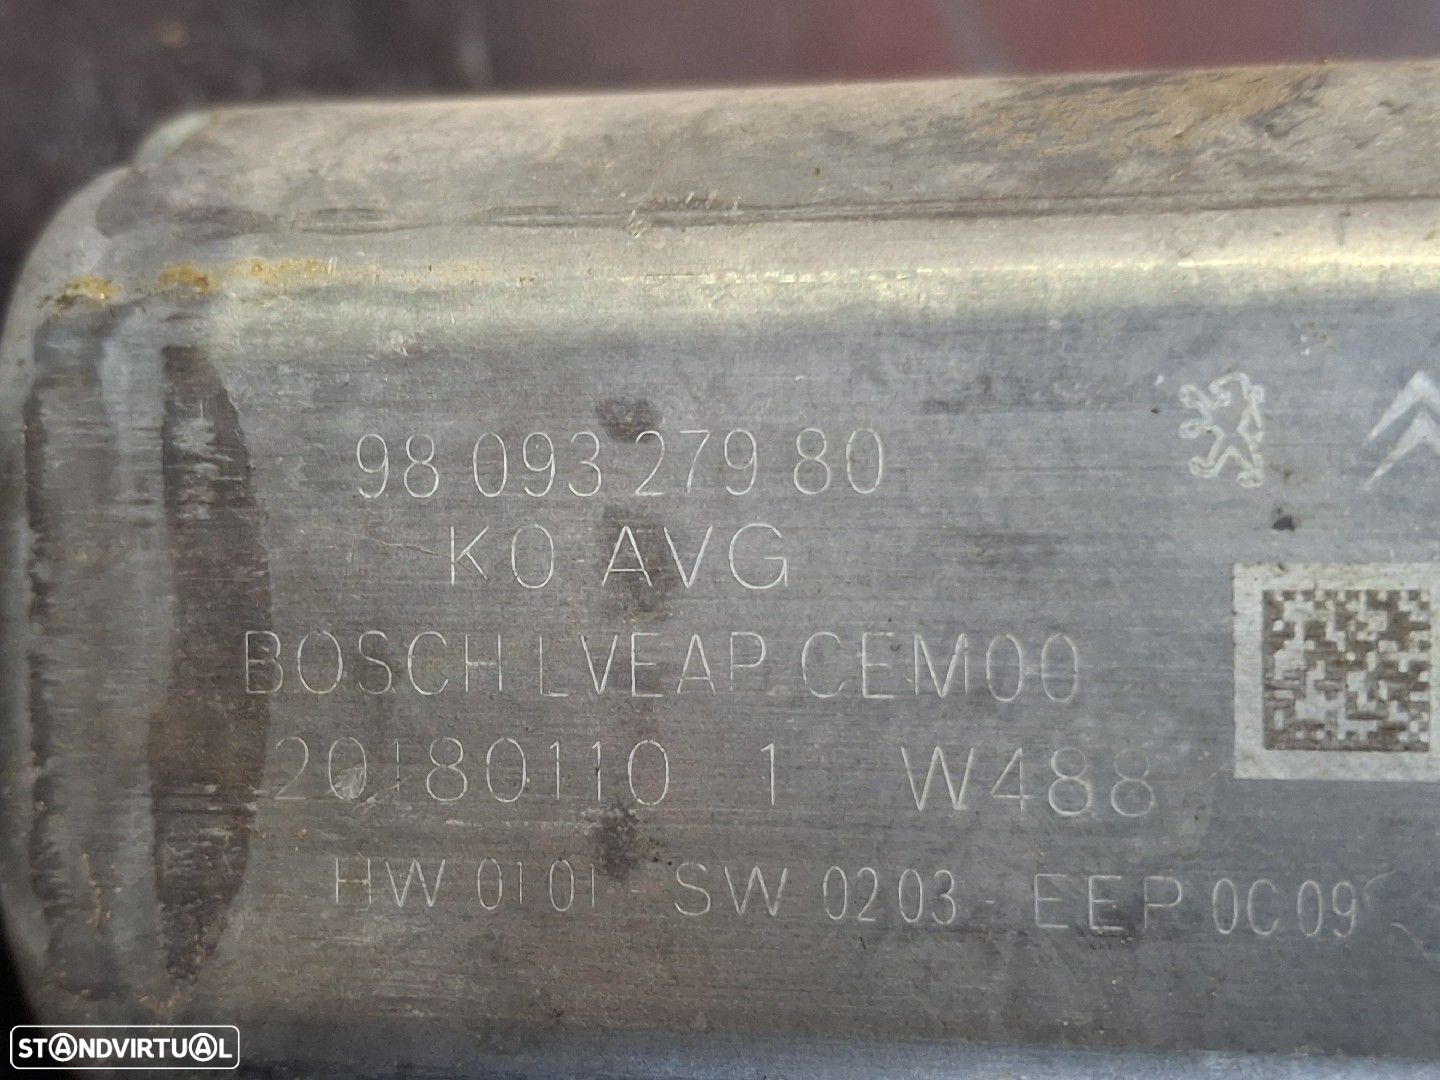 98 093 279 80
K0 AVG
BOSCH LVEAP CEM00
20180110 1 W488
HW 0101 - SW 0203 - EEP 0C09
STANDVIRTUAL